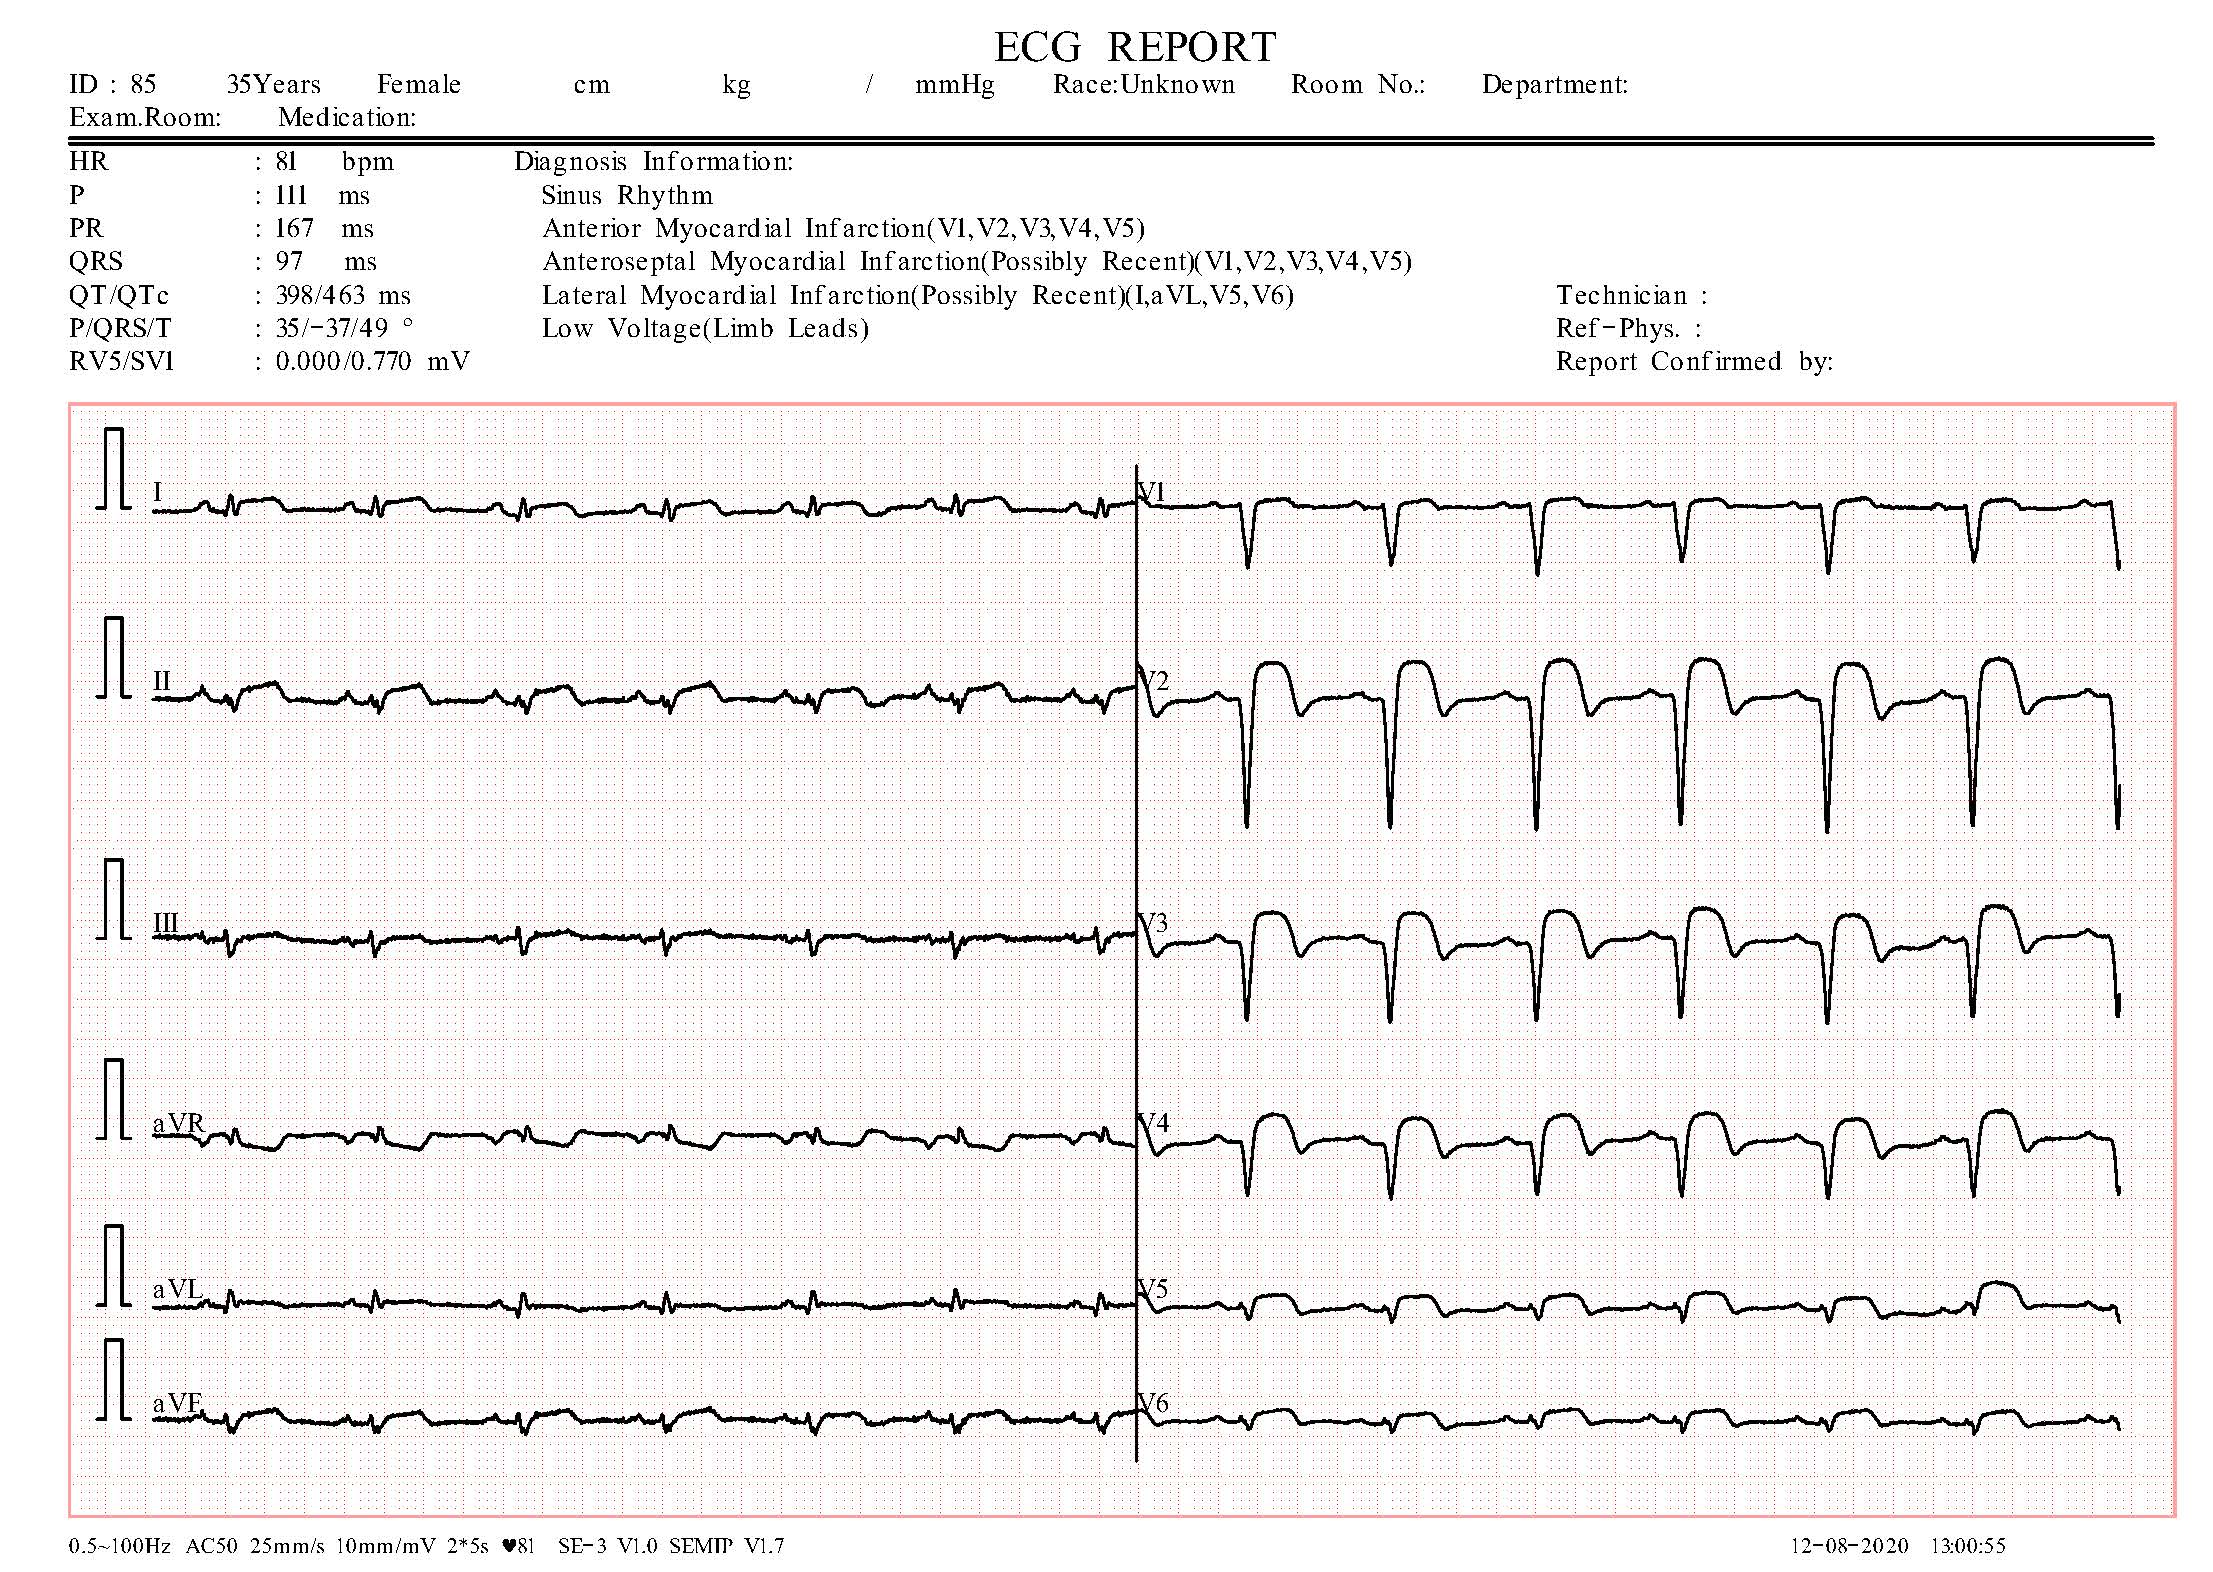 ECG REPORT
ID : 85 35Years Female cm kg / mmHg Race:Unknown Room No.: Department:
Exam.Room: Medication:
HR : 81 bpm Diagnosis Information:
P : 111 ms Sinus Rhythm
PR : 167 ms Anterior Myocardial Infarction(V1,V2,V3,V4,V5)
QRS : 97 ms Anteroseptal Myocardial Infarction(Possibly Recent)(V1,V2,V3,V4,V5)
QT/QTc : 398/463 ms Lateral Myocardial Infarction(Possibly Recent)(I,aVL,V5,V6) Technician :
P/QRS/T : 35/-37/49 ° Low Voltage(Limb Leads) Ref-Phys. :
RV5/SV1 : 0.000/0.770 mV Report Confirmed by:
I V1
II V2
III V3
aVR V4
aVL V5
aVF V6
0.5~100Hz AC50 25mm/s 10mm/mV 2*5s ♥81 SE-3 V1.0 SEMIP V1.7 12-08-2020 13:00:55